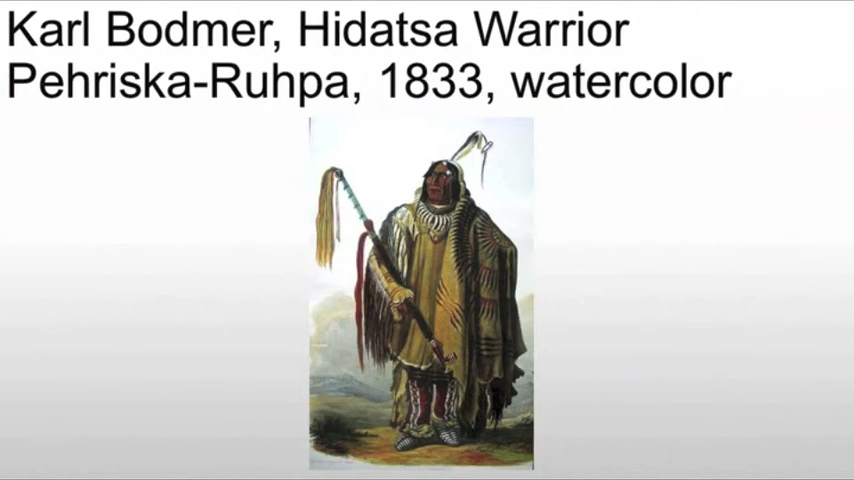 Karl Bodmer, Hidatsa Warrior
Pehriska-Ruhpa, 1833, watercolor